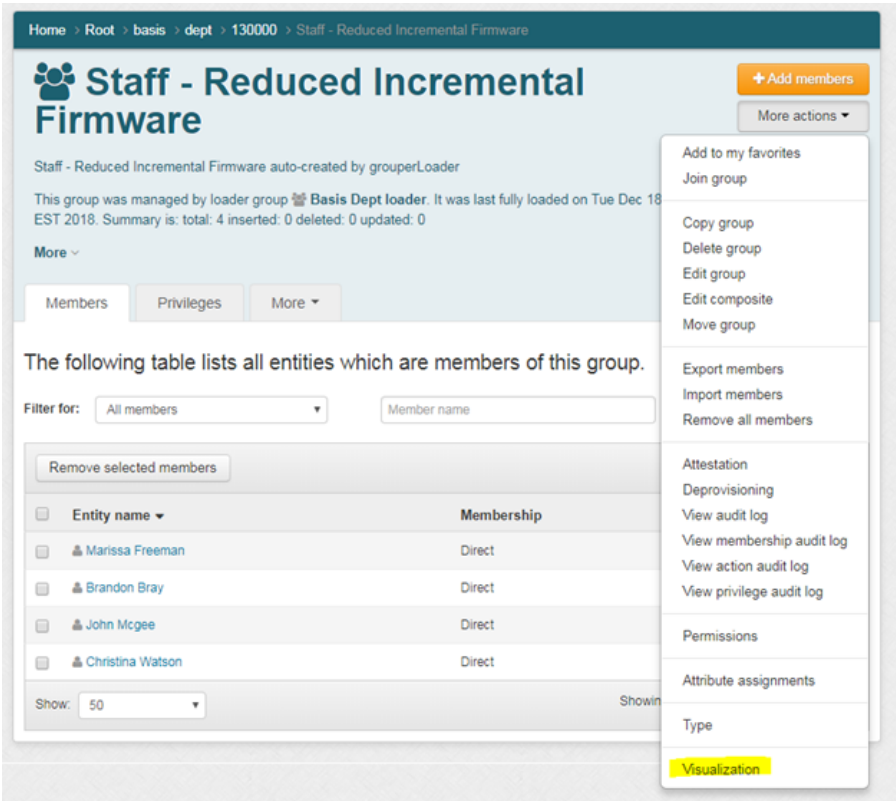 Home > Root > basis > dept > 130000 > Staff - Reduced Incremental Firmware
Staff - Reduced Incremental
Firmware
+ Add members
More actions
Staff - Reduced Incremental Firmware auto-created by grouperLoader
This group was managed by loader group Basis Dept loader. It was last fully loaded on Tue Dec 18
EST 2018. Summary is: total: 4 inserted: 0 deleted: 0 updated: 0
More
Members
Privileges
More
The following table lists all entities which are members of this group.
Filter for:
All members
Member name
Remove selected members
Entity name
Membership
Marissa Freeman
Direct
Brandon Bray
Direct
John Mcgee
Direct
Christina Watson
Direct
Show:
50
Add to my favorites
Join group
Copy group
Delete group
Edit group
Edit composite
Move group
Export members
Import members
Remove all members
Attestation
Deprovisioning
View audit log
View membership audit log
View action audit log
View privilege audit log
Permissions
Attribute assignments
Type
Visualization